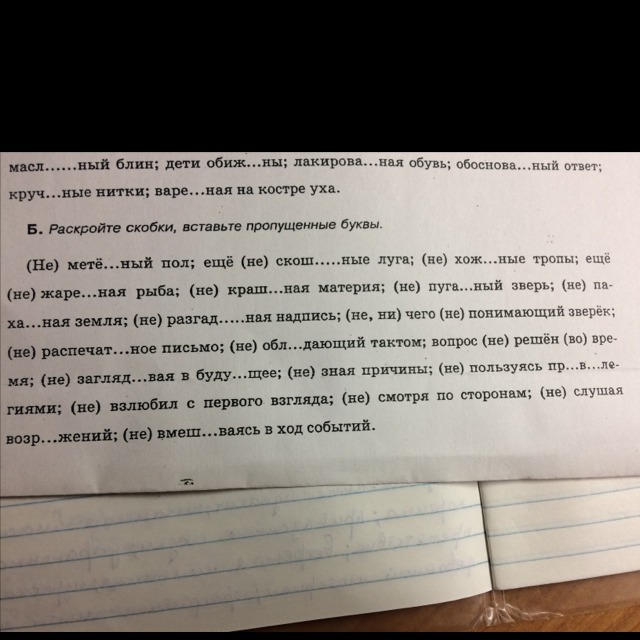 масл......ный блин; дети обиж...ны; лакирова...ная обувь; обоснова...ный ответ;
круч...ные нитки; варе...ная на костре уха.
Б. Раскройте скобки, вставьте пропущенные буквы.
(Не) метё...ный пол; ещё (не) скош.....ные луга; (не) хож...ные тропы; ещё
(не) жаре...ная рыба; (не) краш...ная материя; (не) пуга...ный зверь; (не) па-
ха...ная земля; (не) разгад.....ная надпись; (не, ни) чего (не) понимающий зверёк;
(не) распечат...ное письмо; (не) обл...дающий тактом; вопрос (не) решён (во) вре-
мя; (не) загляд...вая в буду...щее; (не) зная причины; (не) пользуясь пр...в...ле-
гиями; (не) взлюбил с первого взгляда; (не) смотря по сторонам; (не) слушая
возр...жений; (не) вмеш...ваясь в ход событий.